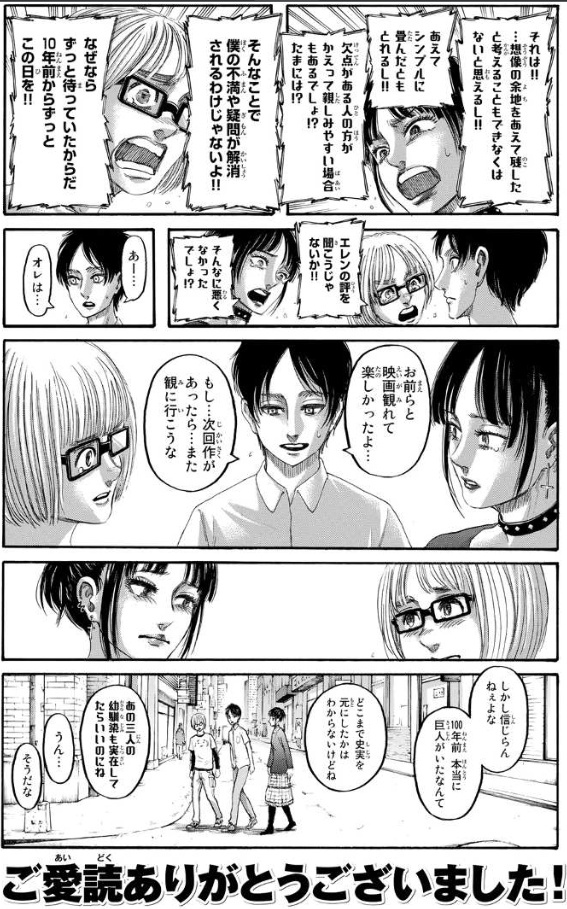 それは!!
…想像の余地をあえて残した
と考えることもできなくは
ないと思えるし!!
あえて
シンプルに
畳んだとも
とれるし!!
欠点がある人の方が
かえって親しみやすい場合
もあるでしょ!?
たまには!?
そんなことで
僕の不満や疑問が解消
されるわけじゃないよ!!
なぜなら
ずっと待っていたからだ
10年前からずっと
この日を!!
エレンの評を
聞こうじゃ
ないか!!
そんなに悪く
なかった
でしょ!?
あー…
オレは…
お前らと
映画観れて
楽しかったよ…
もし…次回作が
あったら…また
観に行こうな
しかし信じらん
ねぇよな
100年前 本当に
巨人がいたなんて
どこまで史実を
元にしたかは
わからないけどね
あの三人の
幼馴染も実在して
たらいいのにね
うん…
そうだな
ご愛読ありがとうございました!